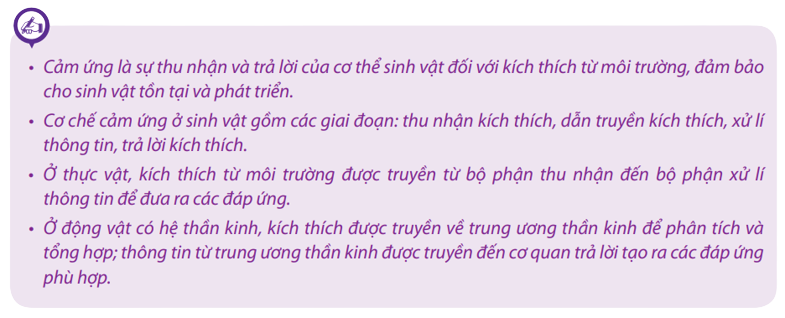 • Cảm ứng là sự thu nhận và trả lời của cơ thể sinh vật đối với kích thích từ môi trường, đảm bảo
cho sinh vật tồn tại và phát triển.
• Cơ chế cảm ứng ở sinh vật gồm các giai đoạn: thu nhận kích thích, dẫn truyền kích thích, xử lí
thông tin, trả lời kích thích.
• Ở thực vật, kích thích từ môi trường được truyền từ bộ phận thu nhận đến bộ phận xử lí
thông tin để đưa ra các đáp ứng.
• Ở động vật có hệ thần kinh, kích thích được truyền về trung ương thần kinh để phân tích và
tổng hợp; thông tin từ trung ương thần kinh được truyền đến cơ quan trả lời tạo ra các đáp ứng
phù hợp.